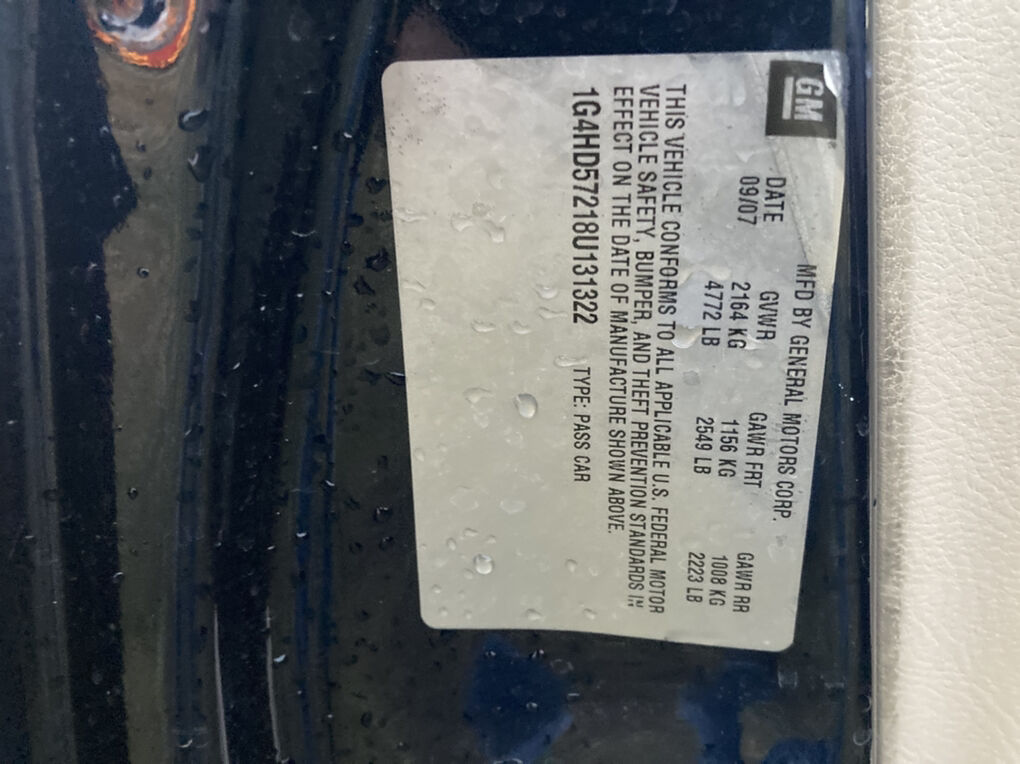 GM
MFD BY GENERAL MOTORS CORP.
DATE GVWR GAWR FRT GAWR RR
09/07 2164 KG 1156 KG 1008 KG
4772 LB 2549 LB 2223 LB
THIS VEHICLE CONFORMS TO ALL APPLICABLE U.S. FEDERAL MOTOR
VEHICLE SAFETY, BUMPER, AND THEFT PREVENTION STANDARDS IN
EFFECT ON THE DATE OF MANUFACTURE SHOWN ABOVE.
1G4HD57218U131322 TYPE: PASS CAR